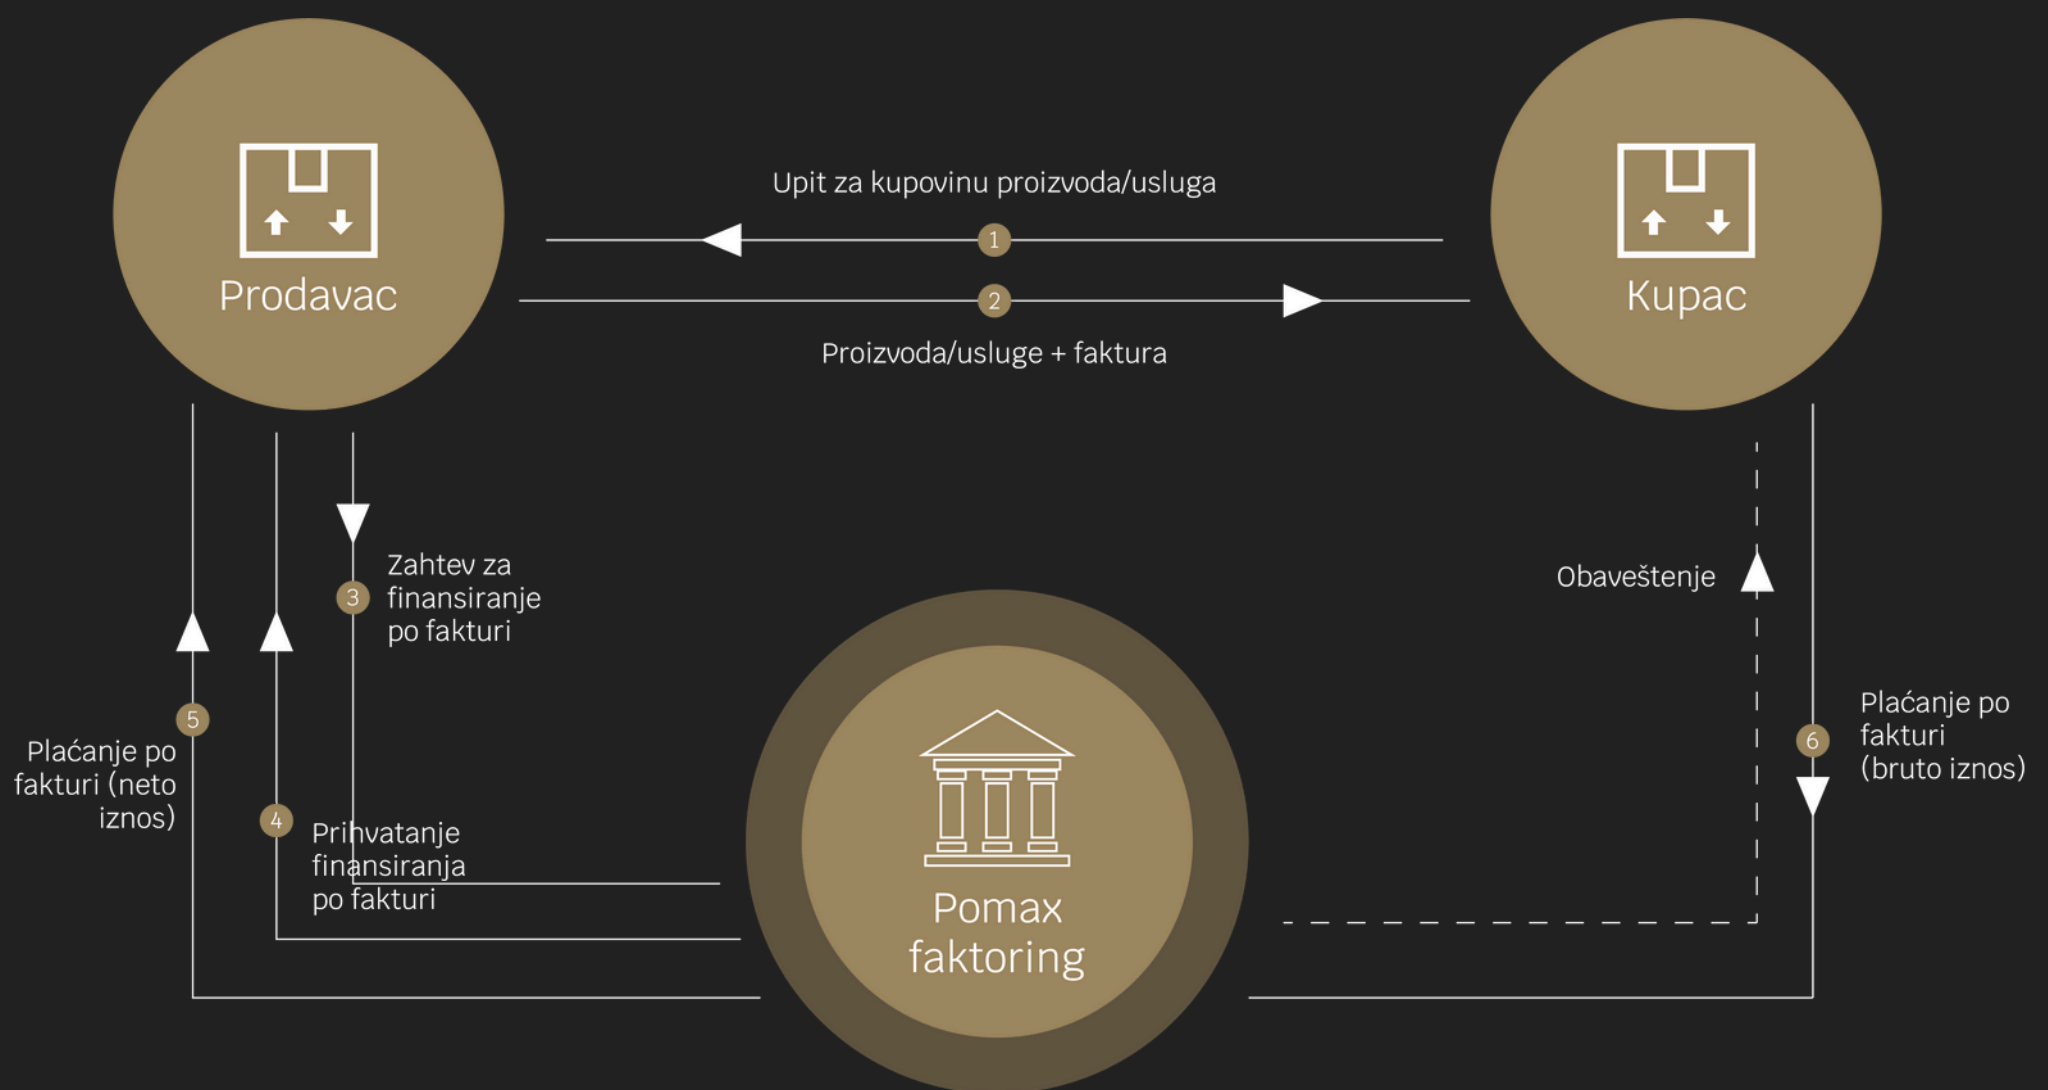 Upit za kupovinu proizvoda/usluga
1
Prodavac
Kupac
2
Proizvoda/usluge + faktura
Zahtev za
finansiranje
po fakturi
3
Obaveštenje
5
Plaćanje po
fakturi (neto
iznos)
4
Prihvatanje
finansiranja
po fakturi
Plaćanje po
fakturi
(bruto iznos)
6
Pomax
faktoring